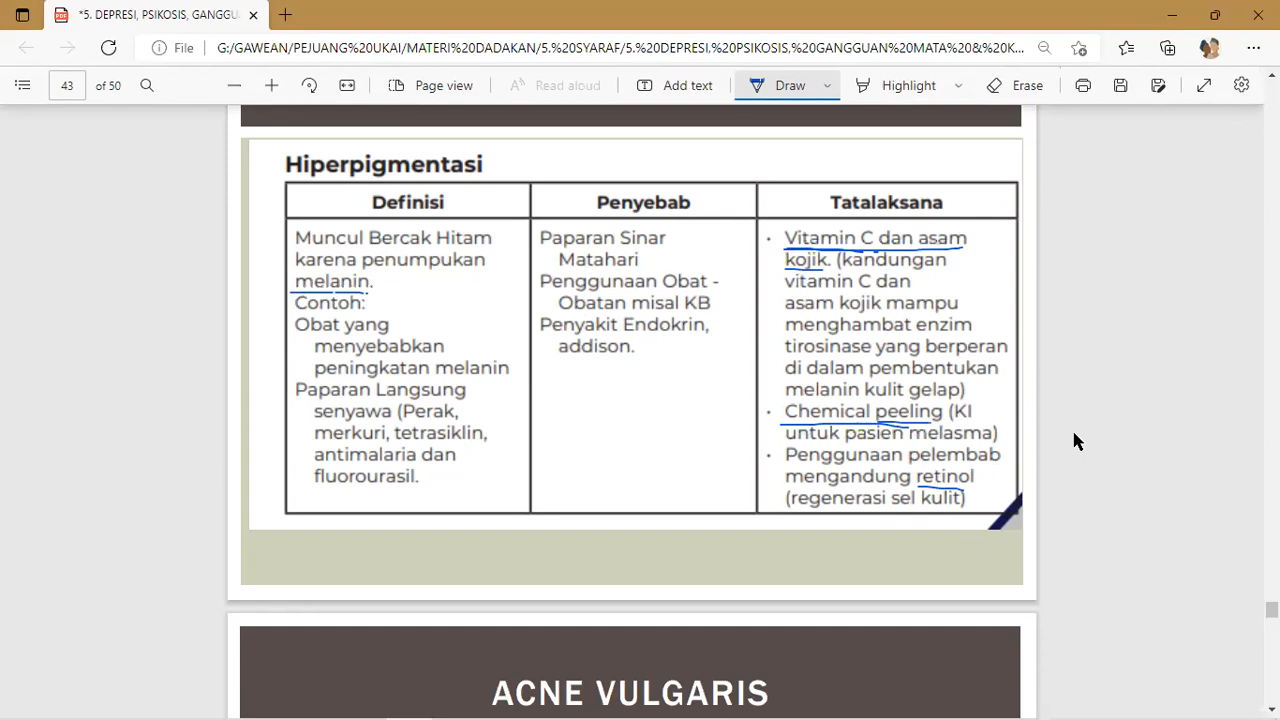 *5. DEPRESI, PSIKOSIS, GANGGU
File
G:/GAWEAN/PEJUANG%20UKAI/MATERI%20DADAKAN/5.%20SYARAF/5.%20DEPRESI.%20PSIKOSIS,%20GANGGUAN%20MATA%20&%20K...
43 of 50
Page view
Read aloud
Add text
Draw
Highlight
Erase
Hiperpigmentasi
Definisi
Muncul Bercak Hitam
karena penumpukan
melanin.
Contoh:
Obat yang
menyebabkan
peningkatan melanin
Paparan Langsung
senyawa (Perak,
merkuri, tetrasiklin,
antimalaria dan
fluorourasil.
Penyebab
Paparan Sinar
Matahari
Penggunaan Obat -
Obatan misal KB
Penyakit Endokrin,
addison.
Tatalaksana
• Vitamin C dan asam
kojik. (kandungan
vitamin C dan
asam kojik mampu
menghambat enzim
tirosinase yang berperan
di dalam pembentukan
melanin kulit gelap)
• Chemical peeling (KI
untuk pasien melasma)
• Penggunaan pelembab
mengandung retinol
(regenerasi sel kulit)
ACNE VULGARIS